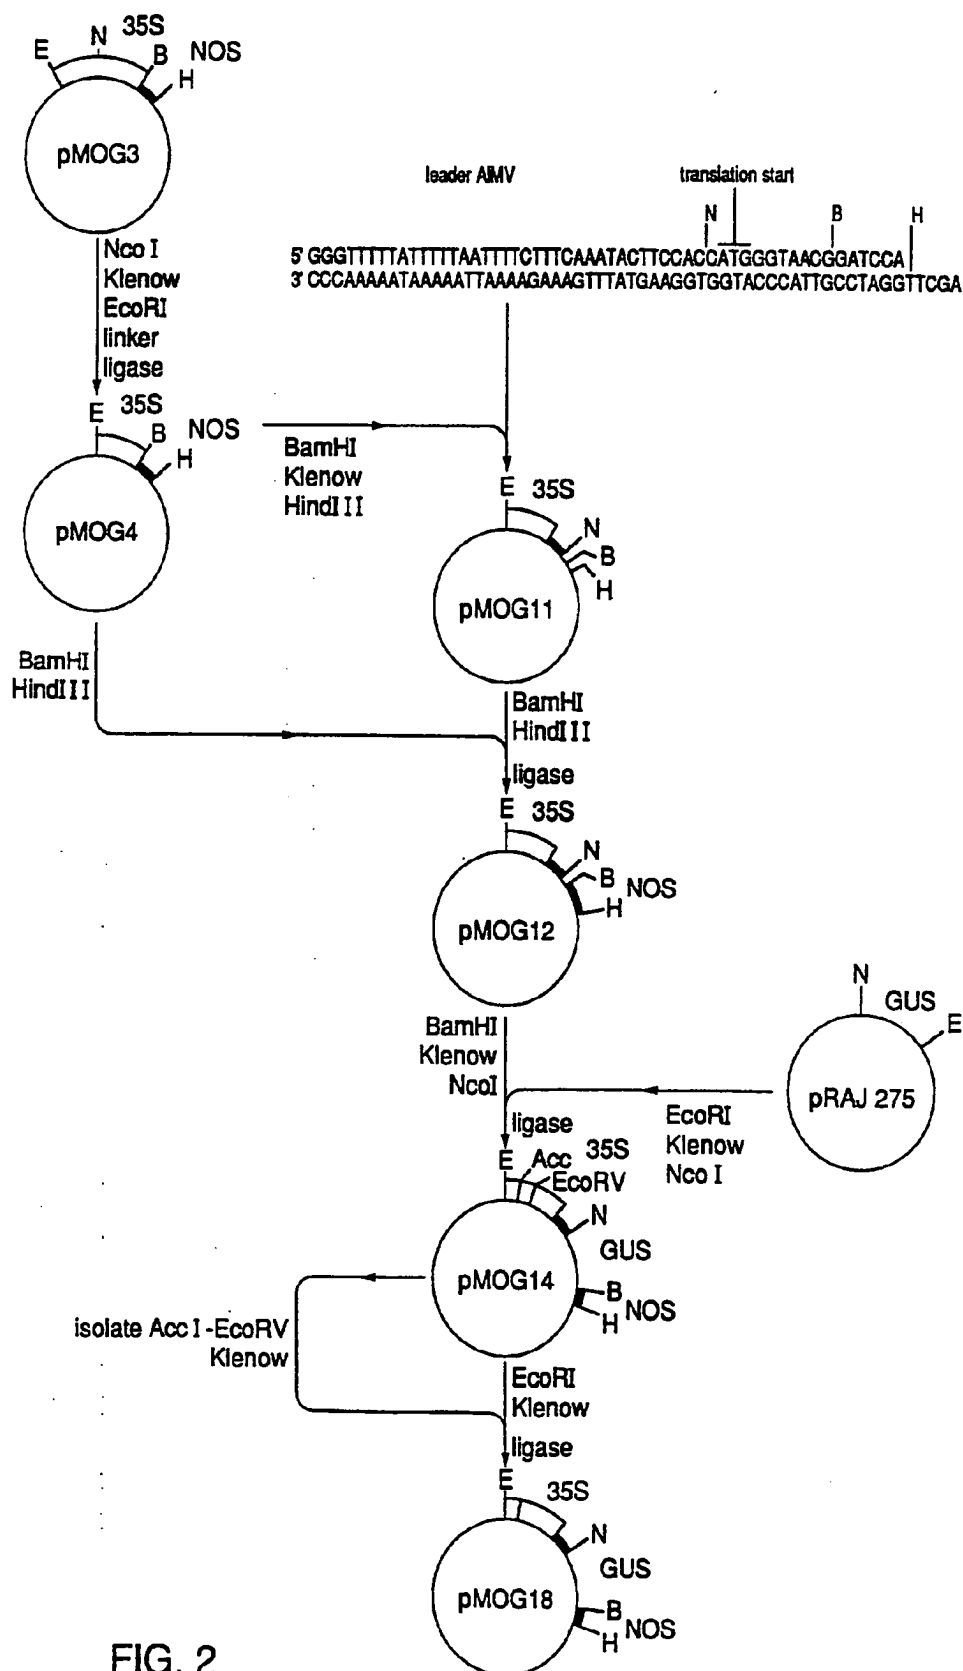 35S
E N B NOS
H
pMOG3
leader AlMV
translation start
N B H
5' GGGTTTTTATTTTTAATTTTCTTTCAAATACTTCCACCATGGGTAACGGATCCA
3' CCCAAAAATAAAAATTAAAAGAAAGTTTATGAAGGTGGTACCCATTGCCTAGGTTCGA
Nco I
Klenow
EcoRI
linker
ligase
E 35S
B NOS
H
pMOG4
BamHI
Klenow
HindIII
E 35S
N
B
H
pMOG11
BamHI
HindIII
BamHI
HindIII
ligase
E 35S
N
B NOS
H
pMOG12
BamHI
Klenow
NcoI
N
GUS
E
pRAJ 275
EcoRI
Klenow
Nco I
ligase
E Acc 35S
EcoRV
N
GUS
pMOG14
B
H NOS
isolate Acc I - EcoRV
Klenow
EcoRI
Klenow
ligase
E 35S
N
GUS
pMOG18
B
H NOS
FIG. 2